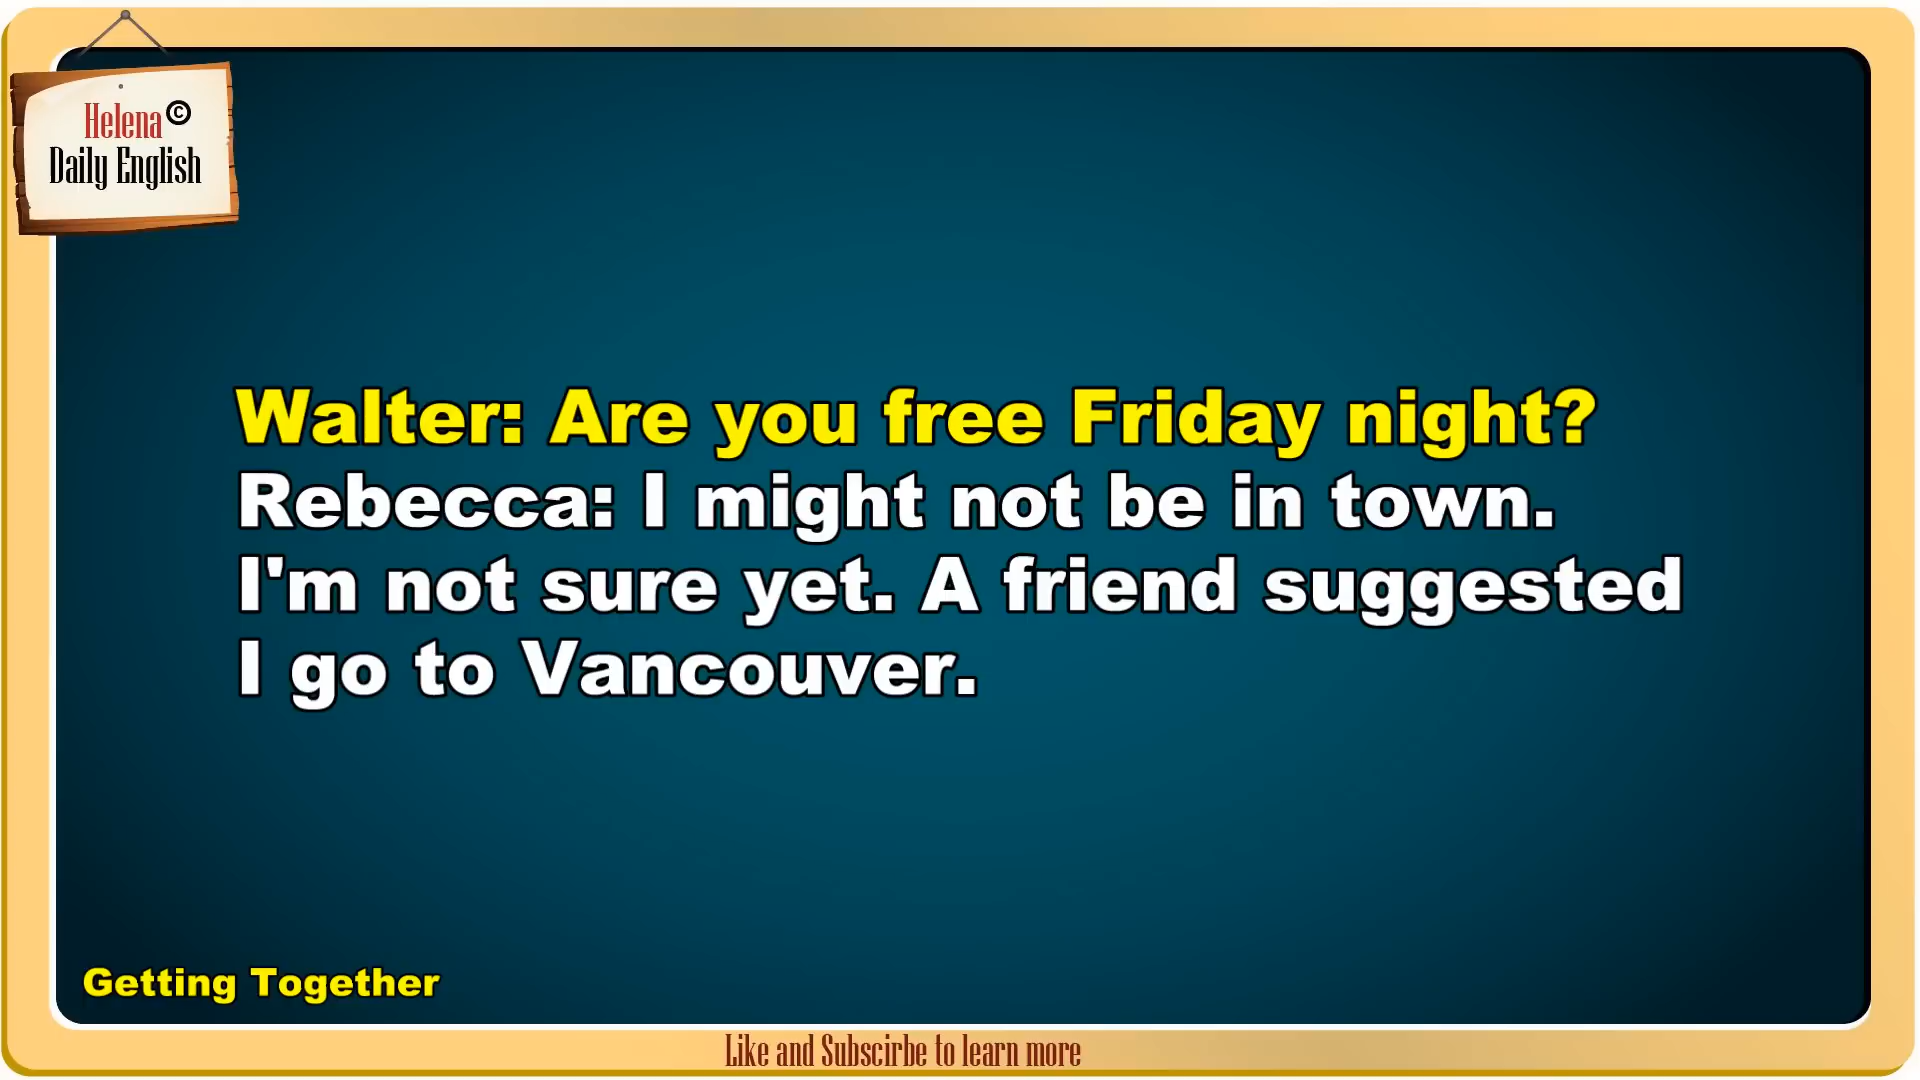 Helena©
Daily English
Walter: Are you free Friday night?
Rebecca: I might not be in town.
I'm not sure yet. A friend suggested
I go to Vancouver.
Getting Together
Like and Subscirbe to learn more